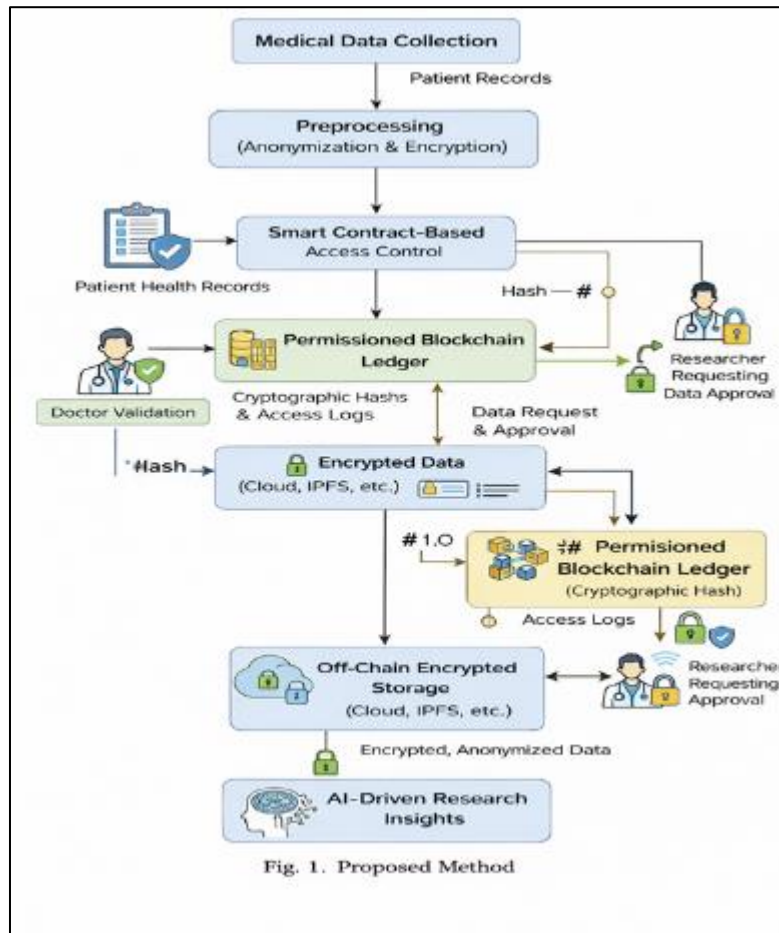 Medical Data Collection
Patient Records
Preprocessing
(Anonymization & Encryption)
Smart Contract-Based
Access Control
Patient Health Records
Hash — #
Permissioned Blockchain
Ledger
Researcher
Requesting
Data Approval
Doctor Validation
Cryptographic Hashs
& Access Logs
Data Request
& Approval
Hash
Encrypted Data
(Cloud, IPFS, etc.)
# 1,O
# Permisioned
Blockchain Ledger
(Cryptographic Hash)
Access Logs
Off-Chain Encrypted
Storage
(Cloud, IPFS, etc.)
Researcher
Requesting
Approval
Encrypted, Anonymized Data
AI-Driven Research
Insights
Fig. 1. Proposed Method